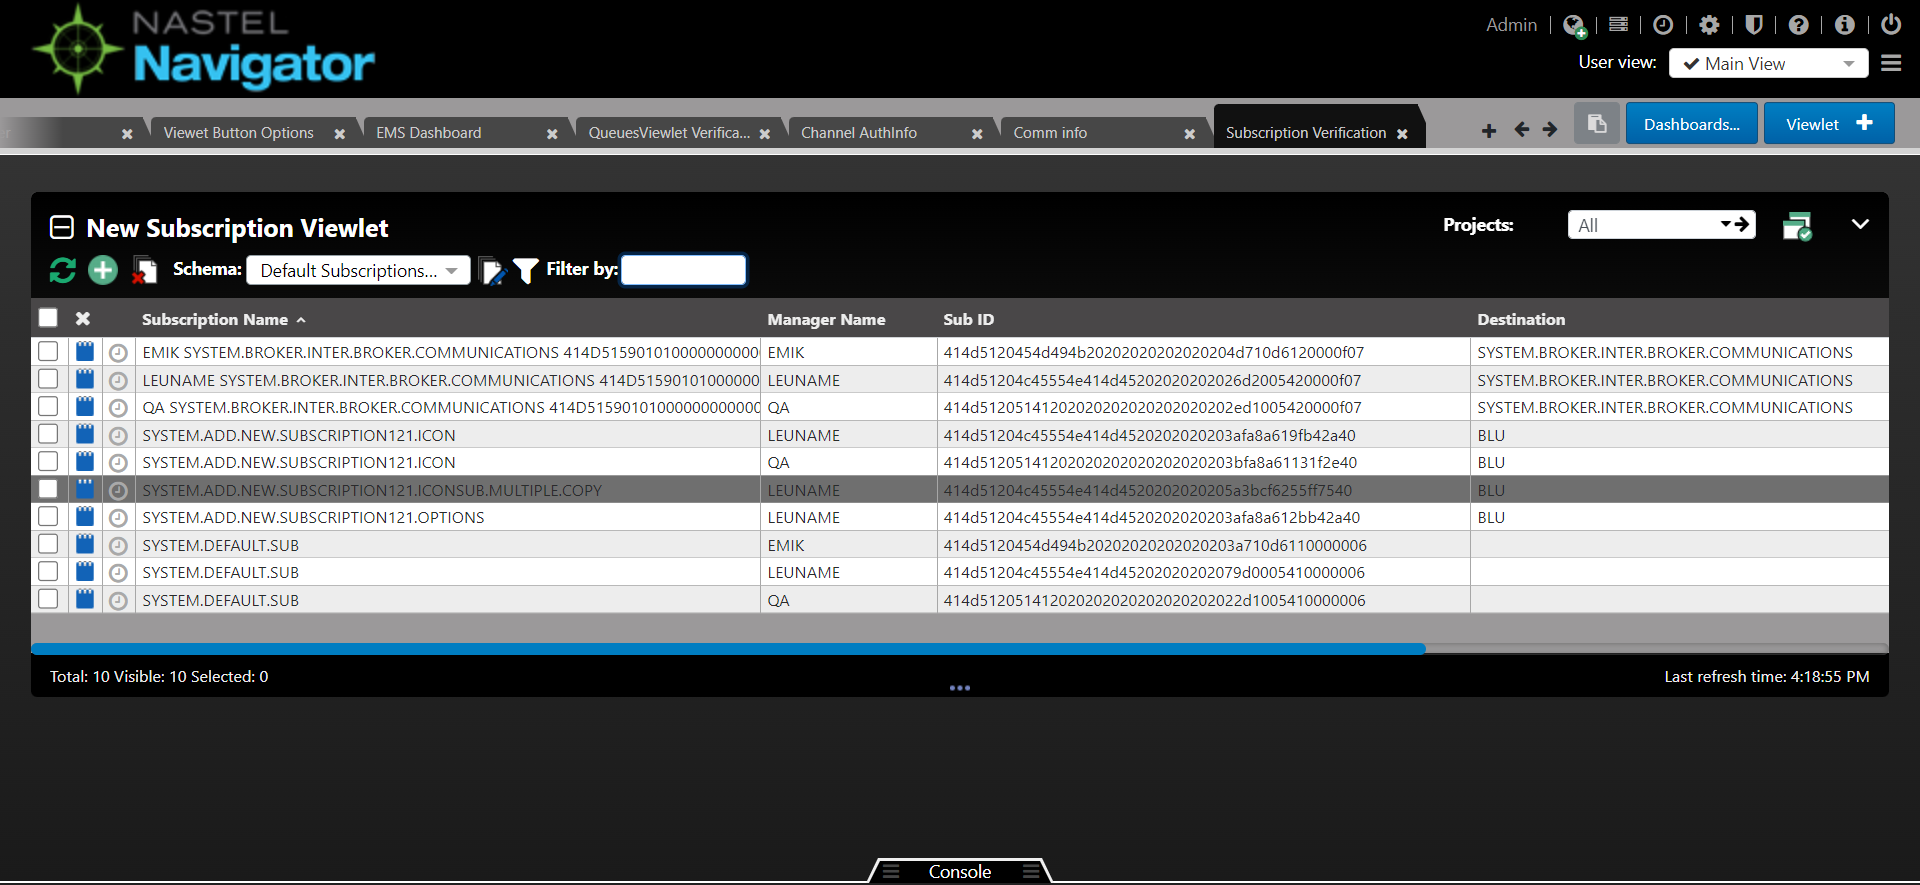 NASTEL
Navigator
Admin
User view: Main View
Viewet Button Options
EMS Dashboard
QueuesViewlet Verifica...
Channel AuthInfo
Comm info
Subscription Verification
Dashboards...
Viewlet
New Subscription Viewlet
Projects: All
Schema: Default Subscriptions... Filter by:
Subscription Name Manager Name Sub ID Destination
EMIK SYSTEM.BROKER.INTER.BROKER.COMMUNICATIONS 414D515901010000000000 EMIK 414d5120454d494b20202020202020204d710d6120000f07 SYSTEM.BROKER.INTER.BROKER.COMMUNICATIONS
LEUNAME SYSTEM.BROKER.INTER.BROKER.COMMUNICATIONS 414D51590101000000 LEUNAME 414d51204c45554e414d45202020202026d2005420000f07 SYSTEM.BROKER.INTER.BROKER.COMMUNICATIONS
QA SYSTEM.BROKER.INTER.BROKER.COMMUNICATIONS 414D51590101000000000000 QA 414d5120514120202020202020202020202ed1005420000f07 SYSTEM.BROKER.INTER.BROKER.COMMUNICATIONS
SYSTEM.ADD.NEW.SUBSCRIPTION121.ICON LEUNAME 414d51204c45554e414d45202020202020203afa8a619fb42a40 BLU
SYSTEM.ADD.NEW.SUBSCRIPTION121.ICON QA 414d51205141202020202020202020203bfa8a61131f2e40 BLU
SYSTEM.ADD.NEW.SUBSCRIPTION121.ICONSUB.MULTIPLE.COPY LEUNAME 414d51204c45554e414d4520202020205a3bcf6255ff7540 BLU
SYSTEM.ADD.NEW.SUBSCRIPTION121.OPTIONS LEUNAME 414d51204c45554e414d4520202020203afa8a612bb42a40 BLU
SYSTEM.DEFAULT.SUB EMIK 414d5120454d494b20202020202020203a710d6110000006
SYSTEM.DEFAULT.SUB LEUNAME 414d51204c45554e414d45202020202079d0005410000006
SYSTEM.DEFAULT.SUB QA 414d512051412020202020202020202022d1005410000006
Total: 10 Visible: 10 Selected: 0
Last refresh time: 4:18:55 PM
Console